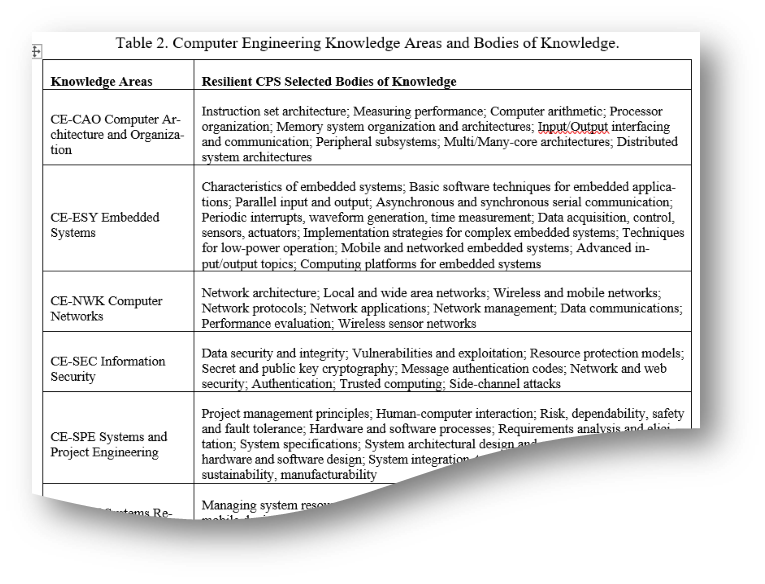 Table 2. Computer Engineering Knowledge Areas and Bodies of Knowledge.
Knowledge Areas
Resilient CPS Selected Bodies of Knowledge
CE-CAO Computer Ar-
chitecture and Organiza-
tion
Instruction set architecture; Measuring performance; Computer arithmetic; Processor
organization; Memory system organization and architectures; Input/Output interfacing
and communication; Peripheral subsystems; Multi/Many-core architectures; Distributed
system architectures
CE-ESY Embedded
Systems
Characteristics of embedded systems; Basic software techniques for embedded applica-
tions; Parallel input and output; Asynchronous and synchronous serial communication;
Periodic interrupts, waveform generation, time measurement; Data acquisition, control,
sensors, actuators; Implementation strategies for complex embedded systems; Techniques
for low-power operation; Mobile and networked embedded systems; Advanced in-
put/output topics; Computing platforms for embedded systems
CE-NWK Computer
Networks
Network architecture; Local and wide area networks; Wireless and mobile networks;
Network protocols; Network applications; Network management; Data communications;
Performance evaluation; Wireless sensor networks
CE-SEC Information
Security
Data security and integrity; Vulnerabilities and exploitation; Resource protection models;
Secret and public key cryptography; Message authentication codes; Network and web
security; Authentication; Trusted computing; Side-channel attacks
CE-SPE Systems and
Project Engineering
Project management principles; Human-computer interaction; Risk, dependability, safety
and fault tolerance; Hardware and software processes; Requirements analysis and elici-
tation; System specifications; System architectural design and
hardware and software design; System integration,
sustainability, manufacturability
Re-
Managing system